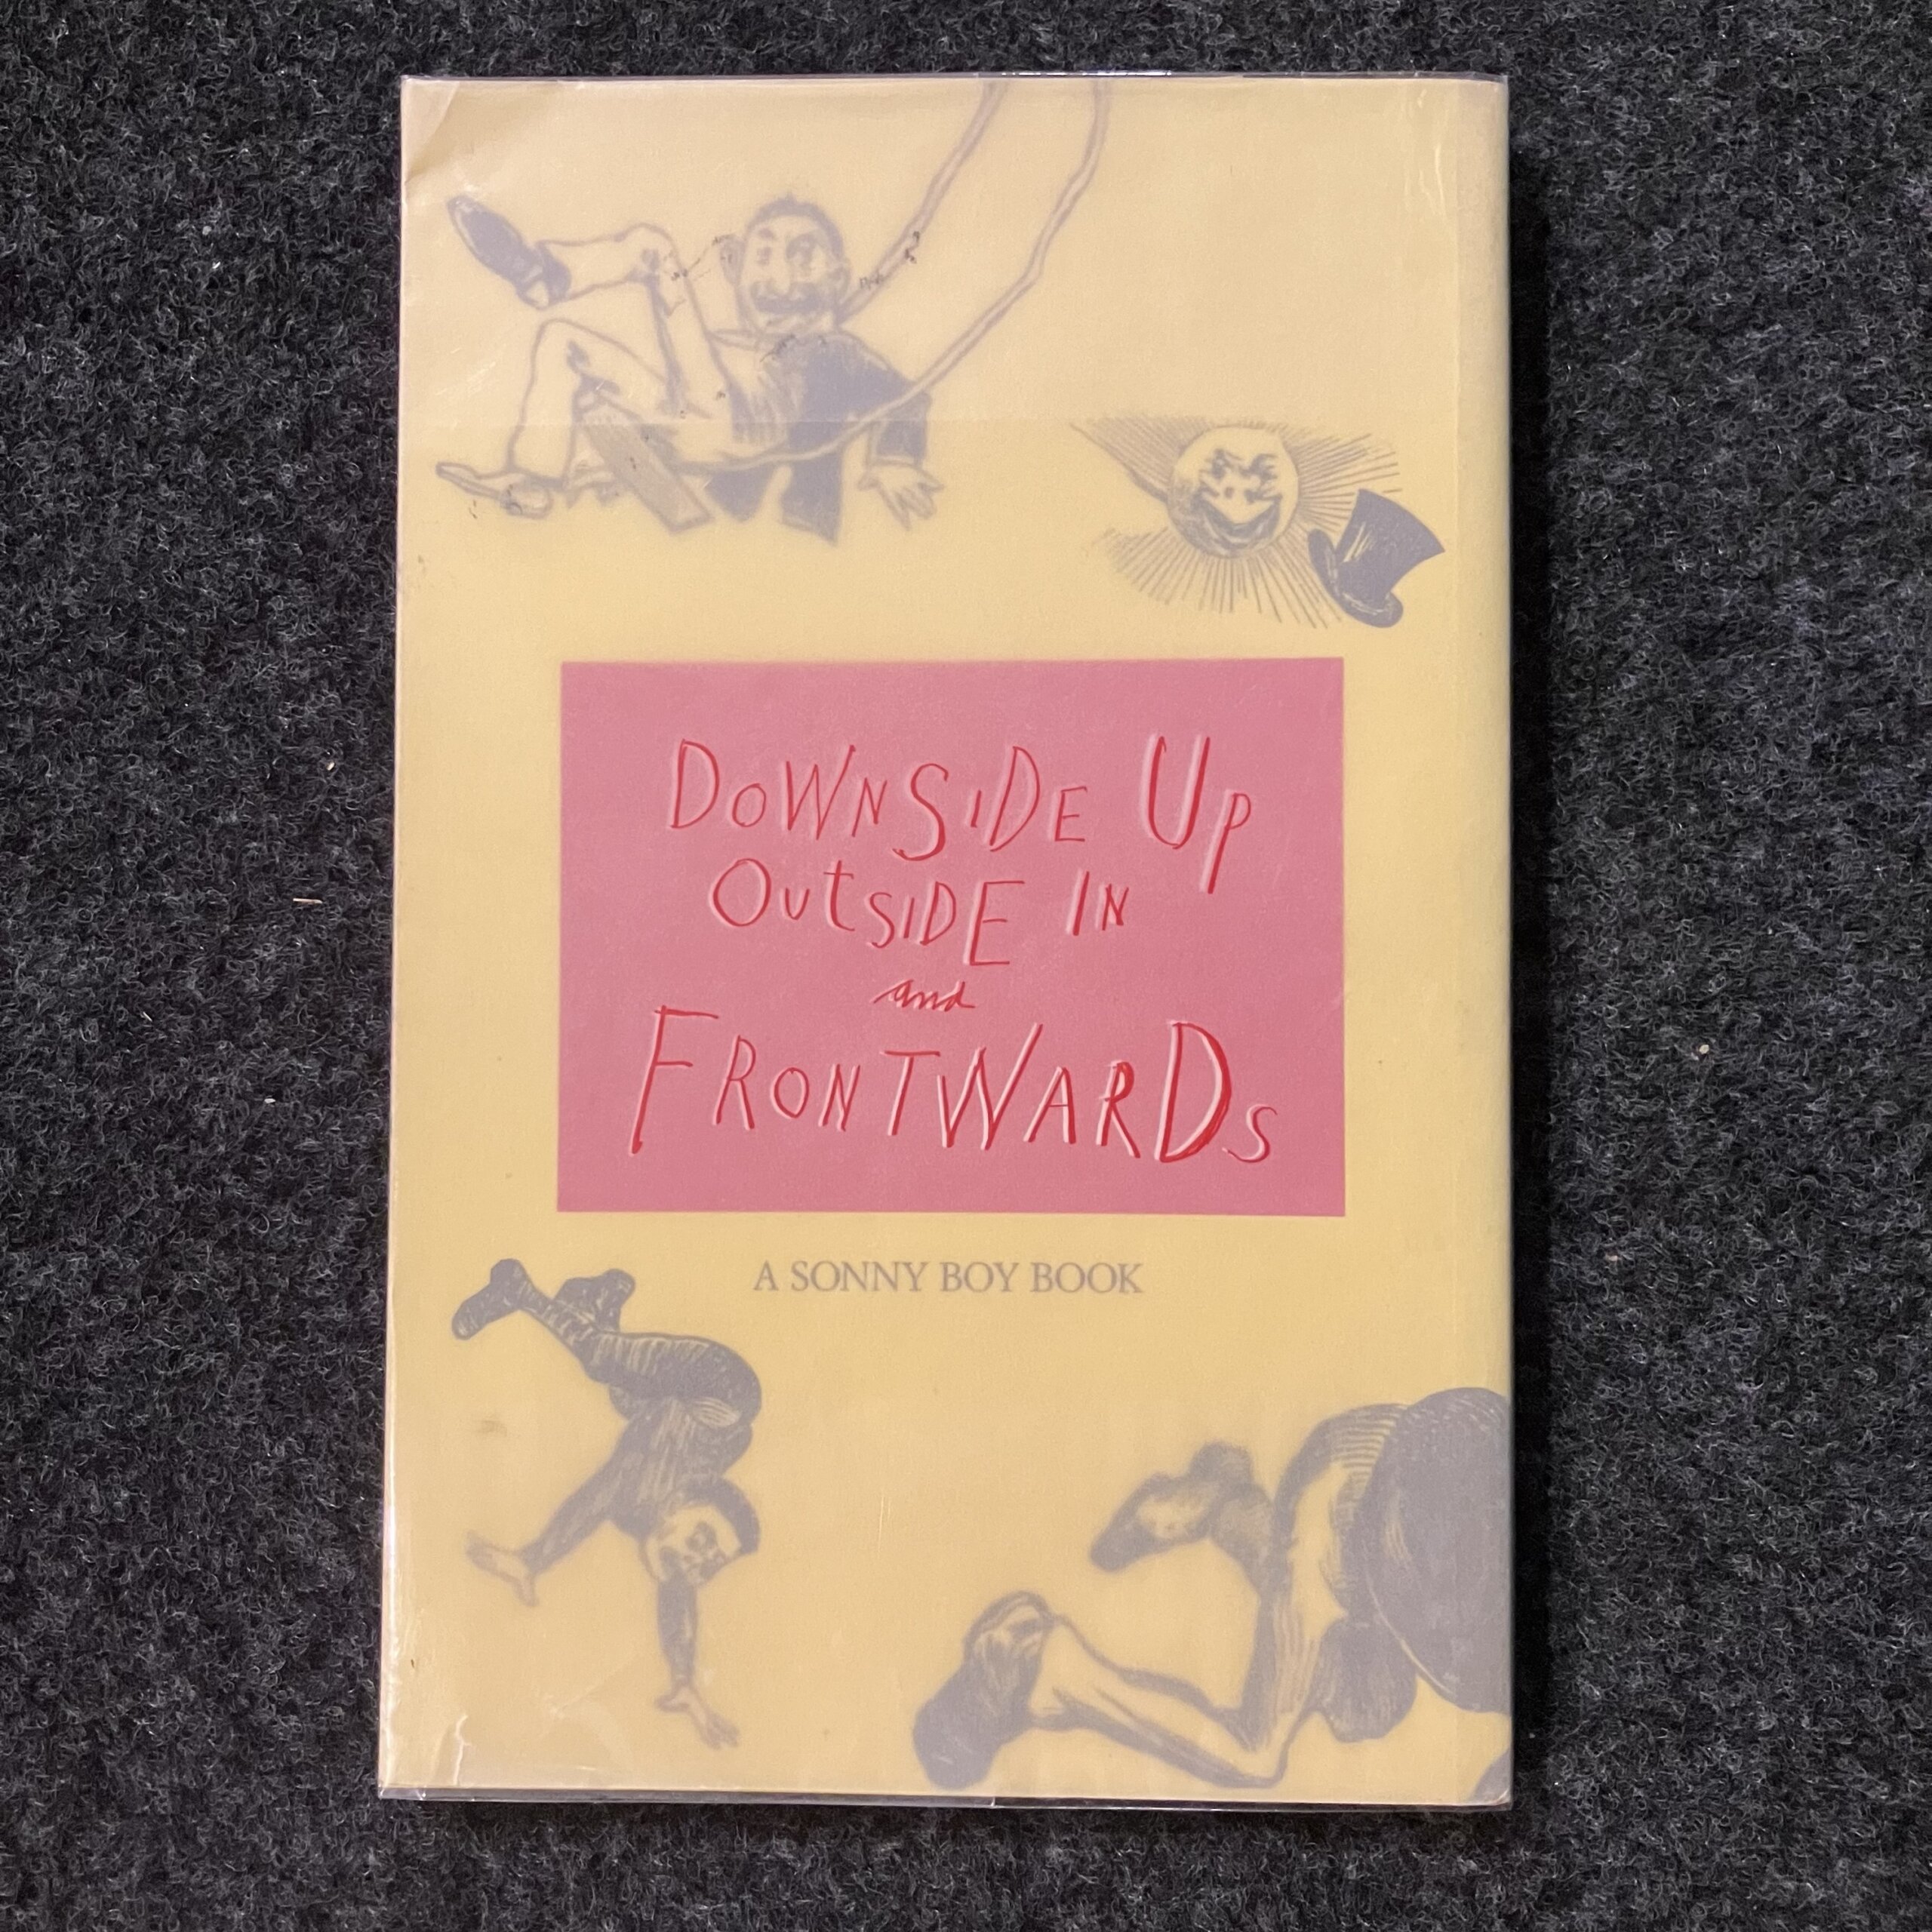 DOWNSIDE UP
OUTSIDE IN
and
FRONTWARDS
A SONNY BOY BOOK